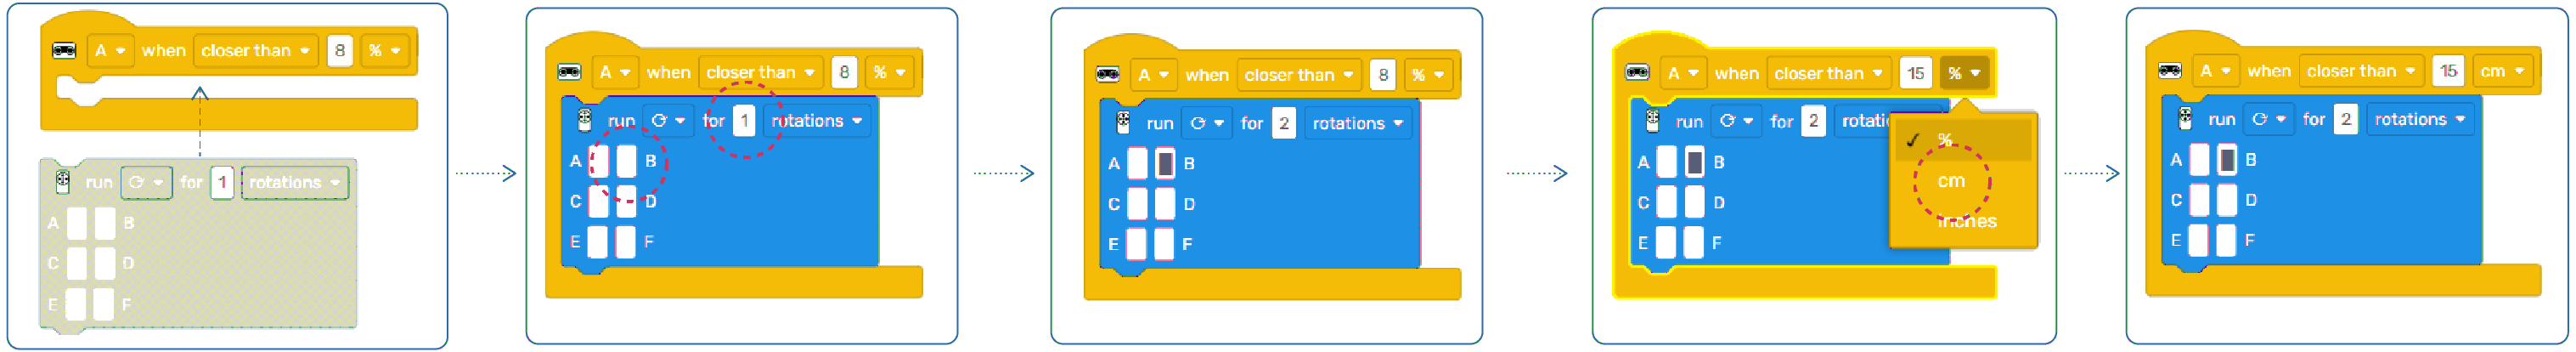 A when closer than 8 %
run for 1 rotations
A B
C D
E F
A when closer than 8 %
run for 1 rotations
A B
C D
E F
A when closer than 8 %
run for 2 rotations
A B
C D
E F
A when closer than 15 %
run for 2 rotatio
A B
C D
E F
✓ %
cm
inches
A when closer than 15 cm
run for 2 rotations
A B
C D
E F